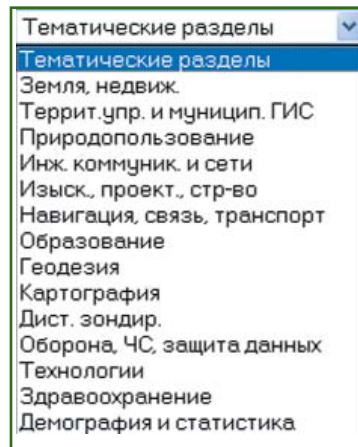 Тематические разделы
Тематические разделы
Земля, недвиж.
Террит.упр. и муницип. ГИС
Природопользование
Инж. коммуник. и сети
Изыск., проект., стр-во
Навигация, связь, транспорт
Образование
Геодезия
Картография
Дист. зондир.
Оборона, ЧС, защита данных
Технологии
Здравоохранение
Демография и статистика